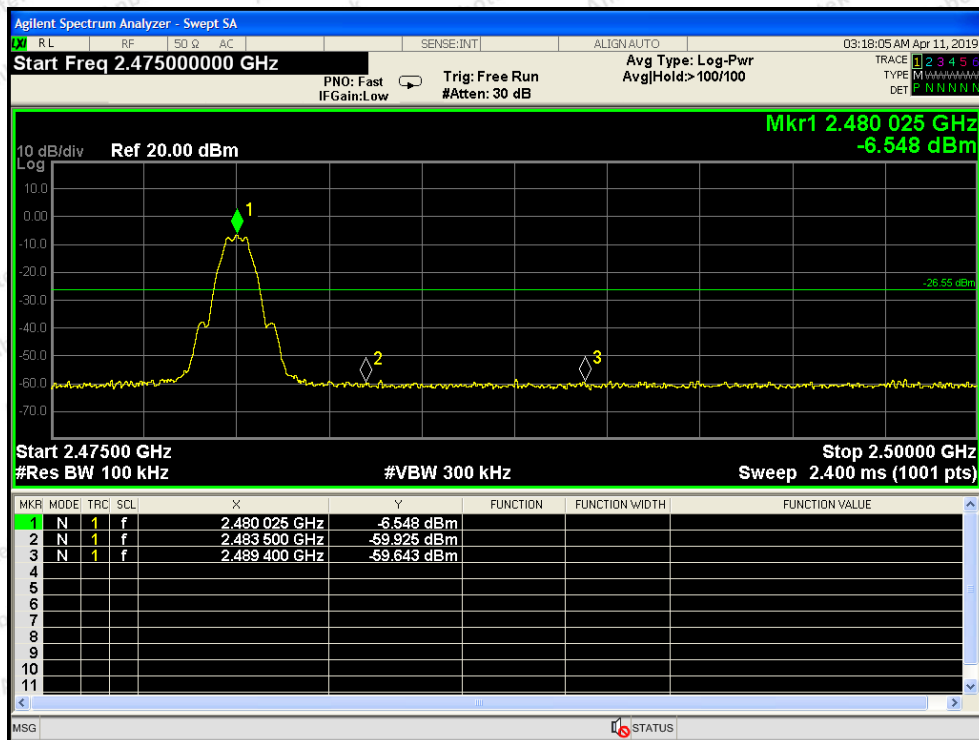 Agilent Spectrum Analyzer - Swept SA
LXI RL RF 50 Ω AC SENSE:INT ALIGN AUTO 03:18:05 AM Apr 11, 2019
Start Freq 2.475000000 GHz
PNO: Fast
IFGain:Low
Trig: Free Run
#Atten: 30 dB
Avg Type: Log-Pwr
Avg|Hold:> 100/100
TRACE 1 2 3 4 5 6
TYPE MWWWWW
DET P N N N N N
Mkr1 2.480 025 GHz
-6.548 dBm
10 dB/div Ref 20.00 dBm
Log
10.0
0.00
-10.0
-20.0
-30.0
-40.0
-50.0
-60.0
-70.0
1
-26.55 dBm
2
3
Start 2.47500 GHz Stop 2.50000 GHz
#Res BW 100 kHz #VBW 300 kHz Sweep 2.400 ms (1001 pts)
MKR MODE TRC SCL X Y FUNCTION FUNCTION WIDTH FUNCTION VALUE
1 N 1 f 2.480 025 GHz -6.548 dBm
2 N 1 f 2.483 500 GHz -59.925 dBm
3 N 1 f 2.489 400 GHz -59.643 dBm
4
5
6
7
8
9
10
11
MSG STATUS